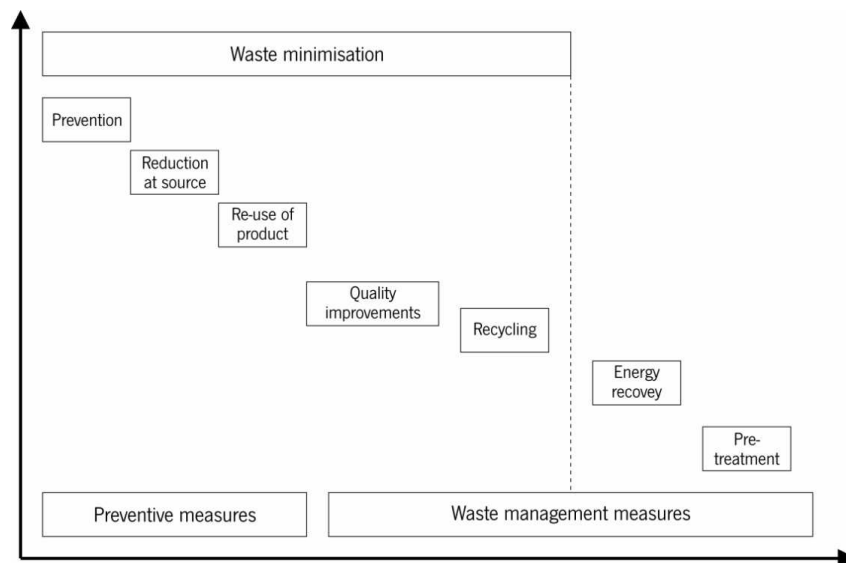 Waste minimisation
Prevention
Reduction
at source
Re-use of
product
Quality
improvements
Recycling
Energy
recovey
Pre-
treatment
Preventive measures
Waste management measures